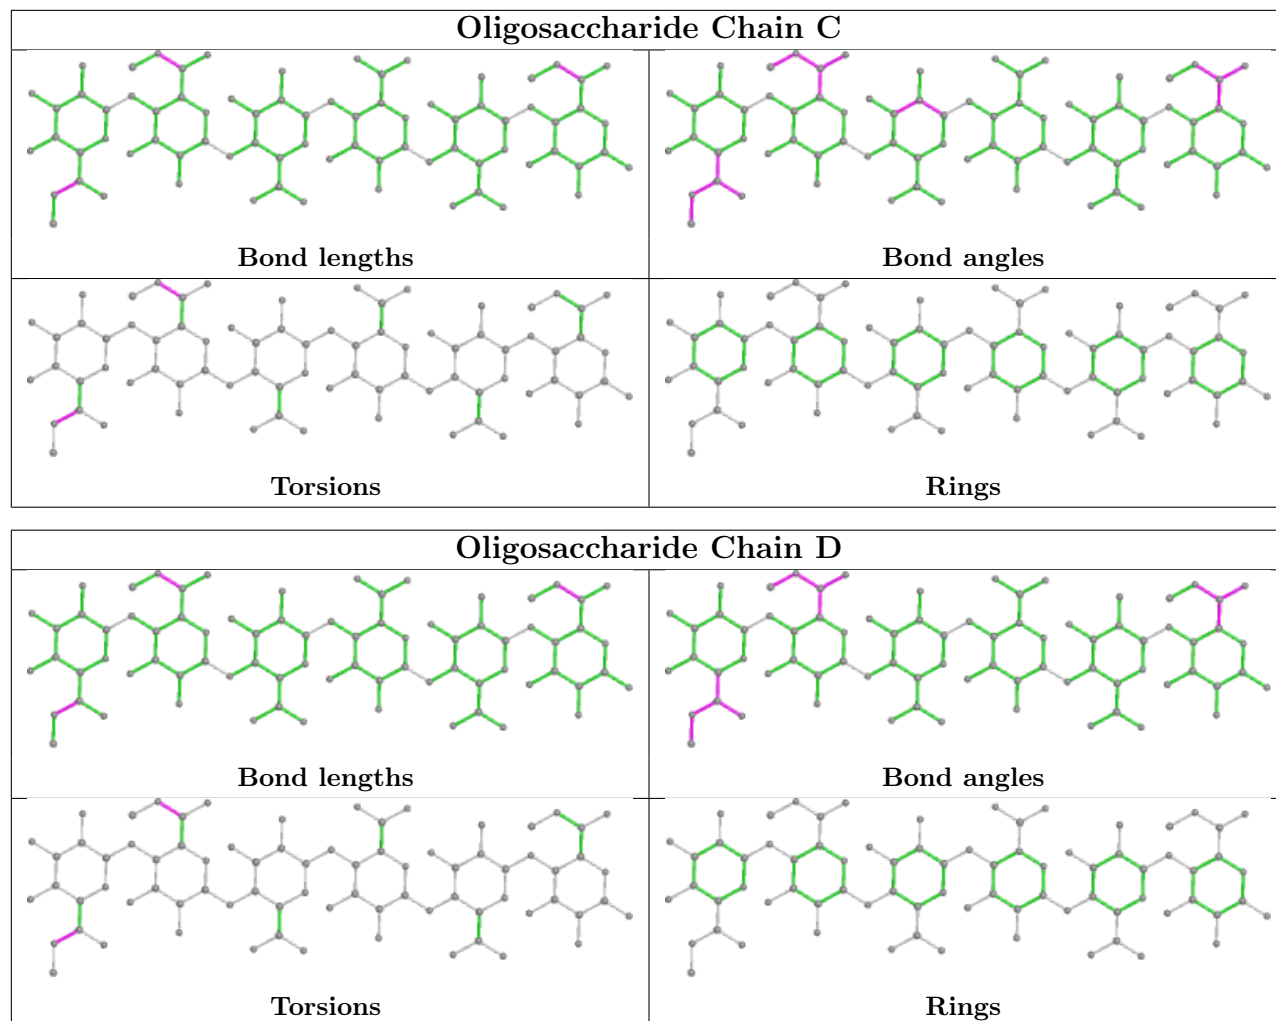 Oligosaccharide Chain C
Bond lengths
Bond angles
Torsions
Rings
Oligosaccharide Chain D
Bond lengths
Bond angles
Torsions
Rings